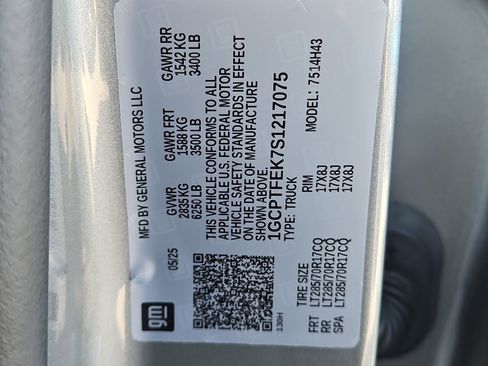 MFD BY GENERAL MOTORS LLC
05/25
GVWR
2835KG
6250 LB
GAWR FRT
1588 KG
3500 LB
GAWR RR
1542 KG
3400 LB
THIS VEHICLE CONFORMS TO ALL
APPLICABLE U.S. FEDERAL MOTOR
VEHICLE SAFETY STANDARDS IN EFFECT
ON THE DATE OF MANUFACTURE
SHOWN ABOVE.
1GCPTFEK7S1217075
TYPE: TRUCK
MODEL: 7514H43
gm
130H
TIRE SIZE RIM
FRT LT285/70R17CQ 17X8J
RR LT285/70R17CQ 17X8J
SPA LT285/70R17CQ 17X8J